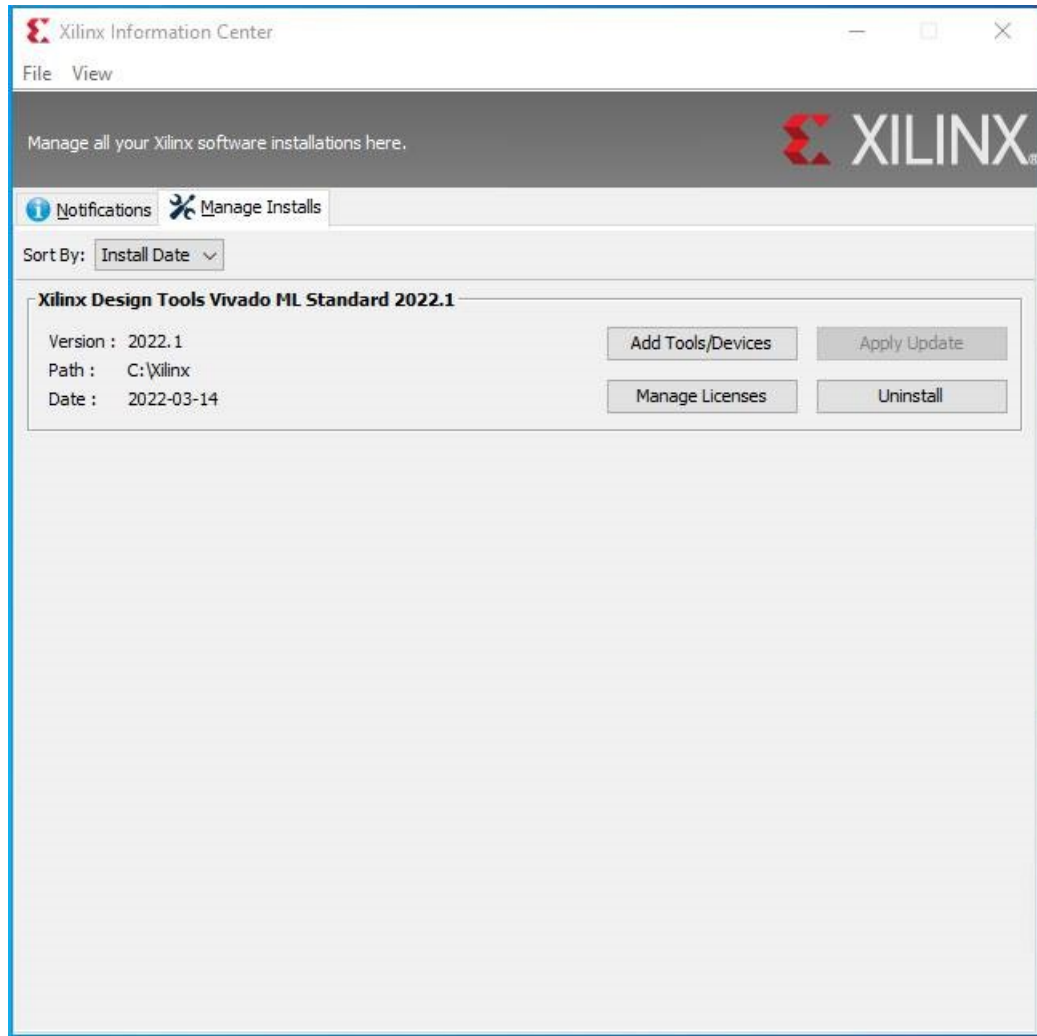 Xilinx Information Center
File View
Manage all your Xilinx software installations here.
XILINX®
Notifications Manage Installs
Sort By: Install Date
Xilinx Design Tools Vivado ML Standard 2022.1
Version : 2022.1
Add Tools/Devices Apply Update
Path : C:\Xilinx
Date : 2022-03-14
Manage Licenses Uninstall